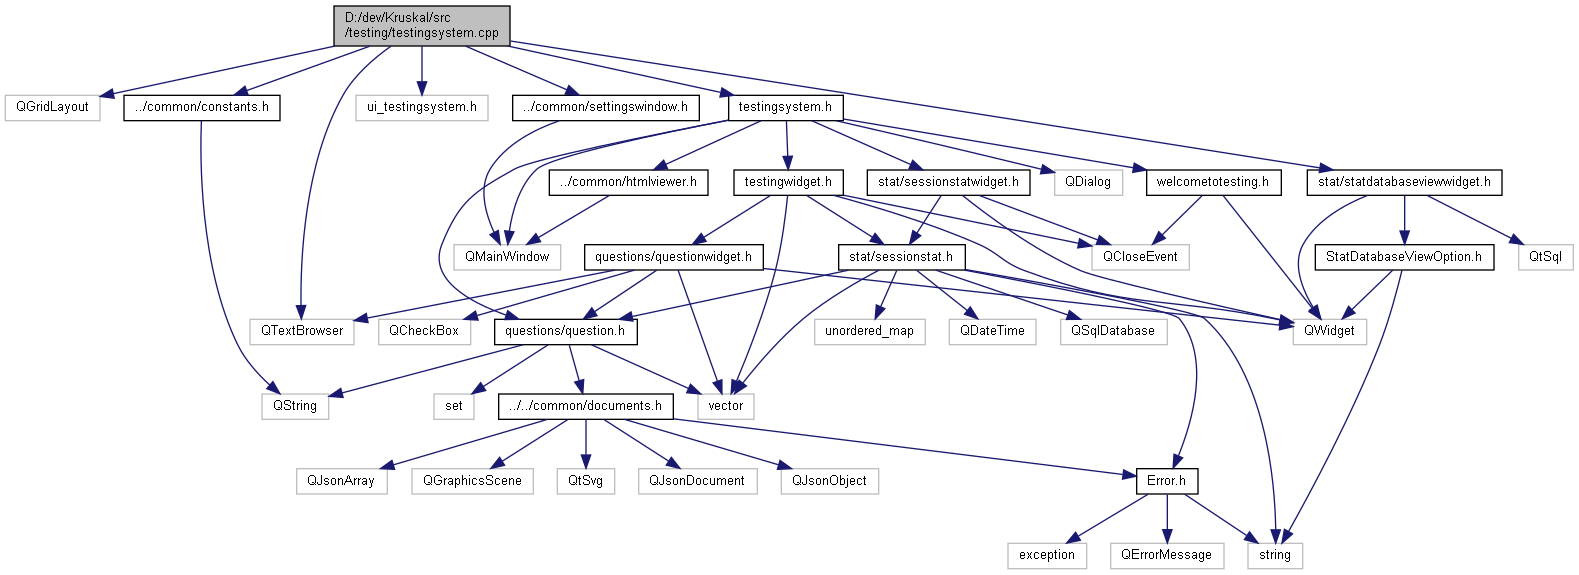 D:/dev/Kruskal/src
/testing/testingsystem.cpp
QGridLayout
../common/constants.h
ui_testingsystem.h
../common/settingswindow.h
testingsystem.h
../common/htmlviewer.h
testingwidget.h
stat/sessionstatwidget.h
QDialog
welcometotesting.h
stat/statdatabaseviewwidget.h
QMainWindow
questions/questionwidget.h
stat/sessionstat.h
QCloseEvent
StatDatabaseViewOption.h
QtSql
QTextBrowser
QCheckBox
questions/question.h
unordered_map
QDateTime
QSqlDatabase
QWidget
QString
set
../../common/documents.h
vector
QJsonArray
QGraphicsScene
QtSvg
QJsonDocument
QJsonObject
Error.h
exception
QErrorMessage
string